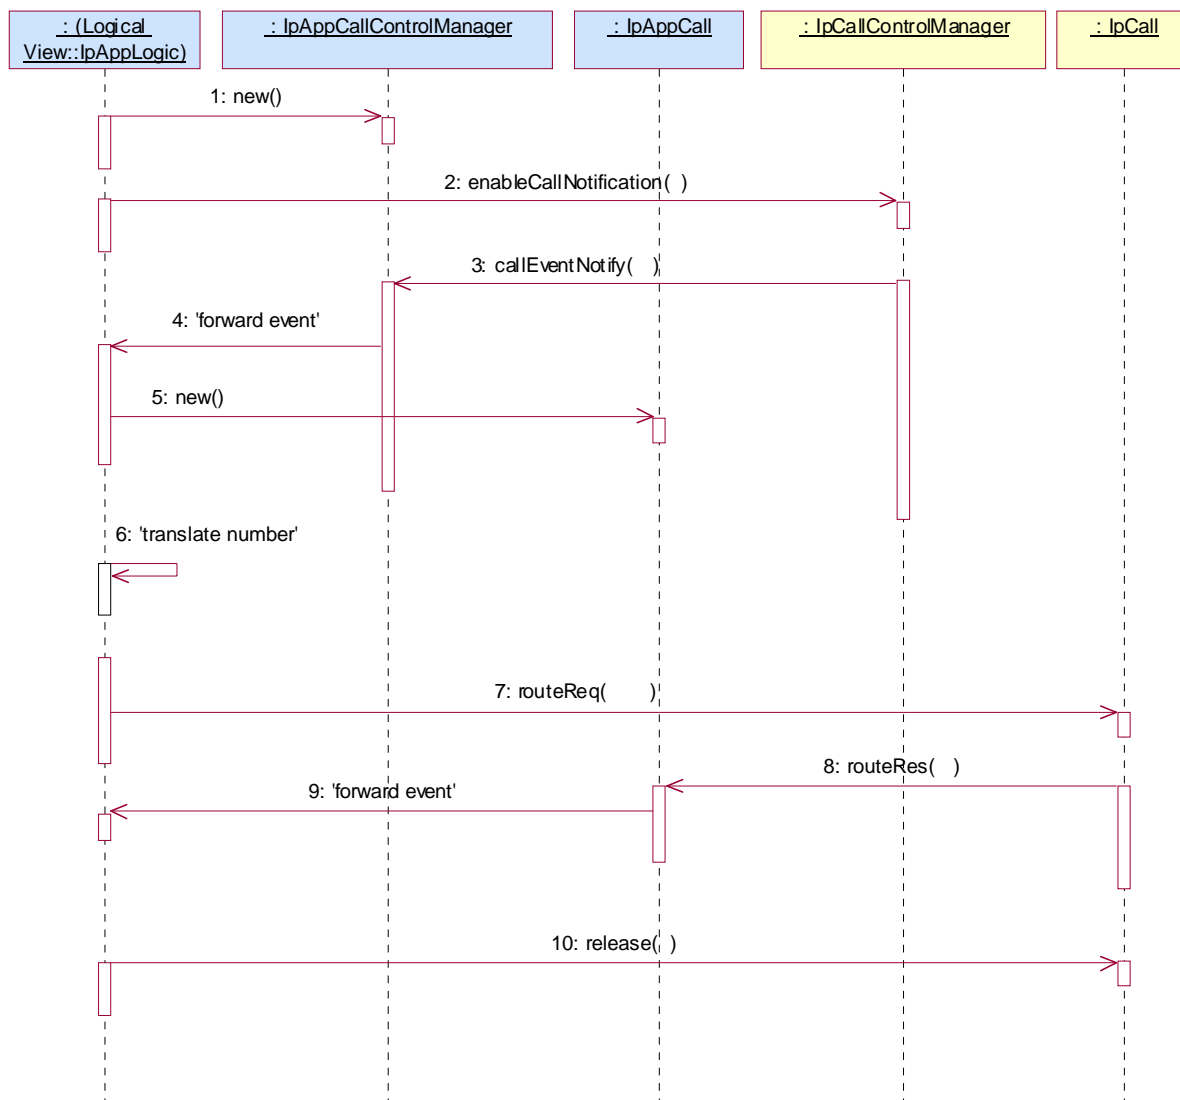 : (Logical
View::IpAppLogic)
: IpAppCallControlManager
: IpAppCall
: IpCallControlManager
: IpCall
1: new()
2: enableCallNotification( )
3: callEventNotify( )
4: 'forward event'
5: new()
6: 'translate number'
7: routeReq( )
8: routeRes( )
9: 'forward event'
10: release( )